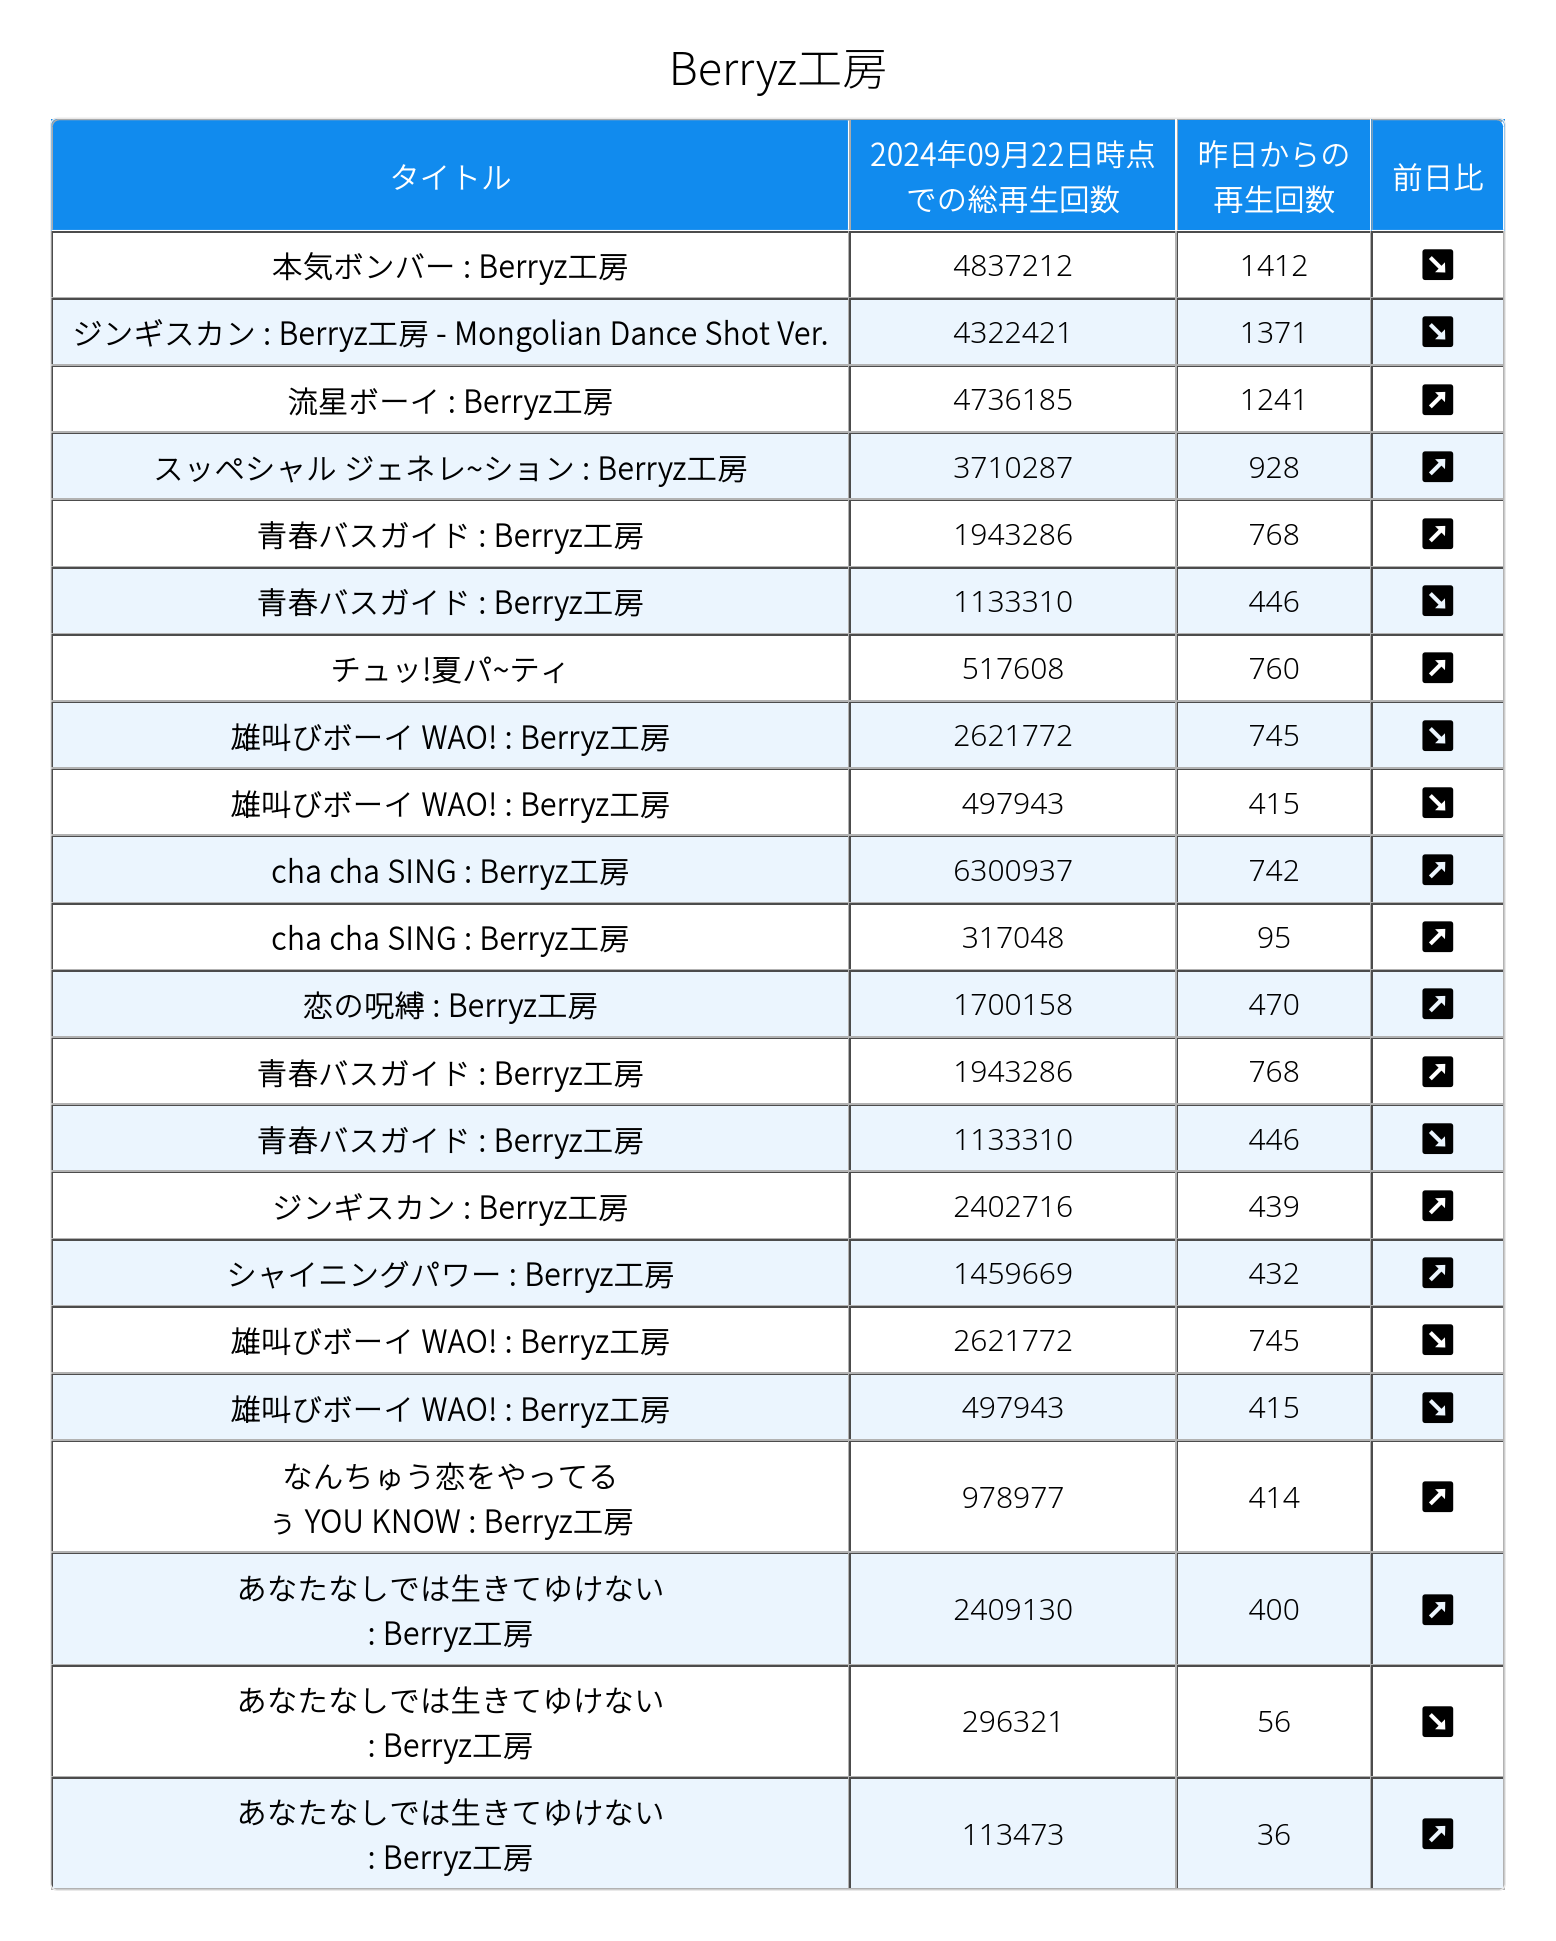 Berryz工房
タイトル
2024年09月22日時点
での総再生回数
昨日からの
再生回数
前日比
本気ボンバー : Berryz工房 4837212 1412
ジンギスカン : Berryz工房 - Mongolian Dance Shot Ver. 4322421 1371
流星ボーイ : Berryz工房 4736185 1241
スッペシャル ジェネレ~ション : Berryz工房 3710287 928
青春バスガイド : Berryz工房 1943286 768
青春バスガイド : Berryz工房 1133310 446
チュッ!夏パ~ティ 517608 760
雄叫びボーイ WAO! : Berryz工房 2621772 745
雄叫びボーイ WAO! : Berryz工房 497943 415
cha cha SING : Berryz工房 6300937 742
cha cha SING : Berryz工房 317048 95
恋の呪縛 : Berryz工房 1700158 470
青春バスガイド : Berryz工房 1943286 768
青春バスガイド : Berryz工房 1133310 446
ジンギスカン : Berryz工房 2402716 439
シャイニングパワー : Berryz工房 1459669 432
雄叫びボーイ WAO! : Berryz工房 2621772 745
雄叫びボーイ WAO! : Berryz工房 497943 415
なんちゅう恋をやってる
ぅ YOU KNOW : Berryz工房
978977 414
あなたなしでは生きてゆけない
: Berryz工房
2409130 400
あなたなしでは生きてゆけない
: Berryz工房
296321 56
あなたなしでは生きてゆけない
: Berryz工房
113473 36